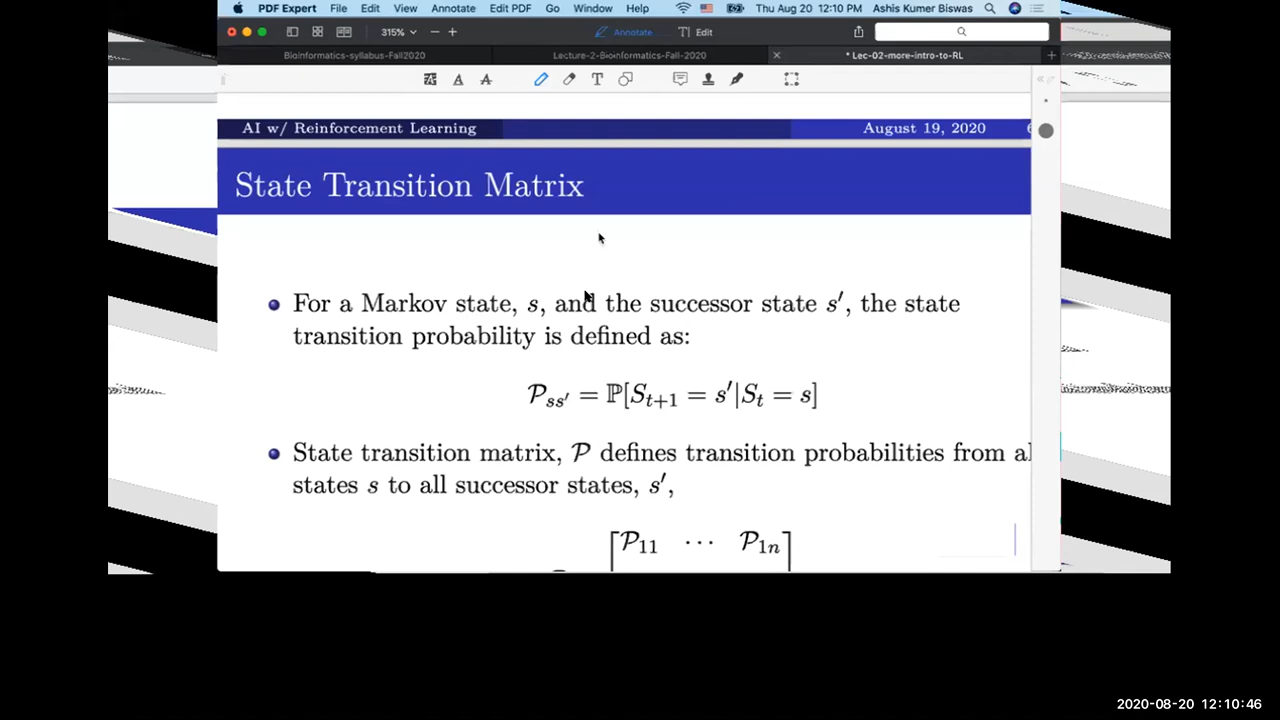 PDF Expert File Edit View Annotate Edit PDF Go Window Help Thu Aug 20 12:10 PM Ashis Kumer Biswas
315% Annotate Edit
Bioinformatics-syllabus-Fall2020 Lecture-2-Bionformatics-Fall-2020 * Lec-02-more-intro-to-RL
AI w/ Reinforcement Learning August 19, 2020
State Transition Matrix
For a Markov state, s, and the successor state s′, the state
transition probability is defined as:
𝒫ss′ = ℙ[St+1 = s′|St = s]
State transition matrix, 𝒫 defines transition probabilities from
states s to all successor states, s′,
𝒫11 ⋯ 𝒫1n
2020-08-20 12:10:46